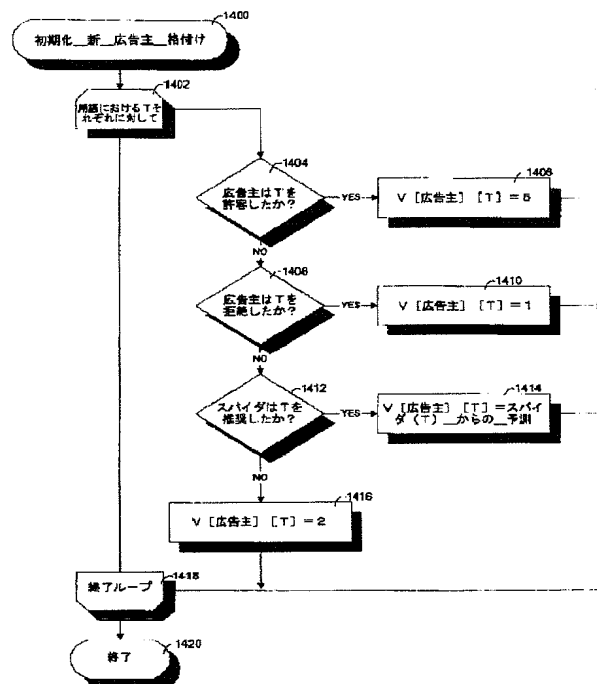 1400
初期化__新__広告主__格付け
1402
用語におけるTそ
れぞれに対して
1404
広告主はTを
許容したか?
YES
1406
V [広告主] [T] = 5
NO
1408
広告主はTを
拒絶したか?
YES
1410
V [広告主] [T] = 1
NO
1412
スパイダはTを
推奨したか?
YES
1414
V [広告主] [T] =スパイ
ダ (T) __からの__予測
NO
1416
V [広告主] [T] = 2
1418
終了ループ
1420
終了